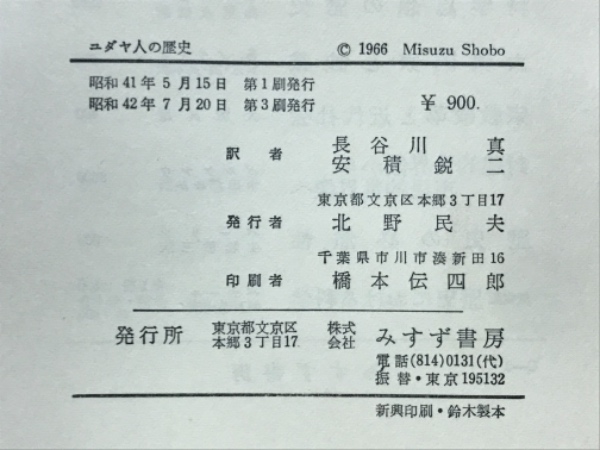 ユダヤ人の歴史 © 1966 Misuzu Shobo
昭和41年5月15日 第1刷発行
昭和42年7月20日 第3刷発行
¥ 900.
訳者 長谷川 真
安積鋭二
東京都文京区本郷3丁目17
発行者 北野民夫
千葉県市川市湊新田16
印刷者 橋本伝四郎
発行所 東京都文京区 本郷3丁目17 株式会社 みすず書房
電話(814)0131(代)
振替・東京195132
新興印刷・鈴木製本